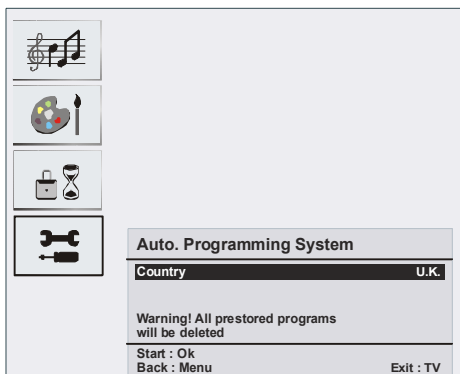 Auto. Programming System
Country U.K.
Warning! All prestored programs
will be deleted
Start : Ok
Back : Menu Exit : TV